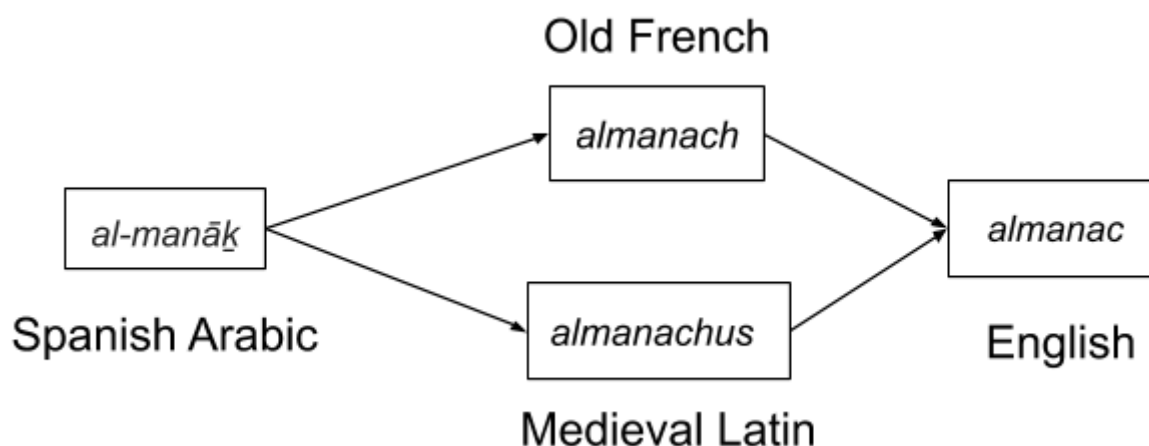 Old French
almanach
al-manāḵ
Spanish Arabic
almanac
English
almanachus
Medieval Latin